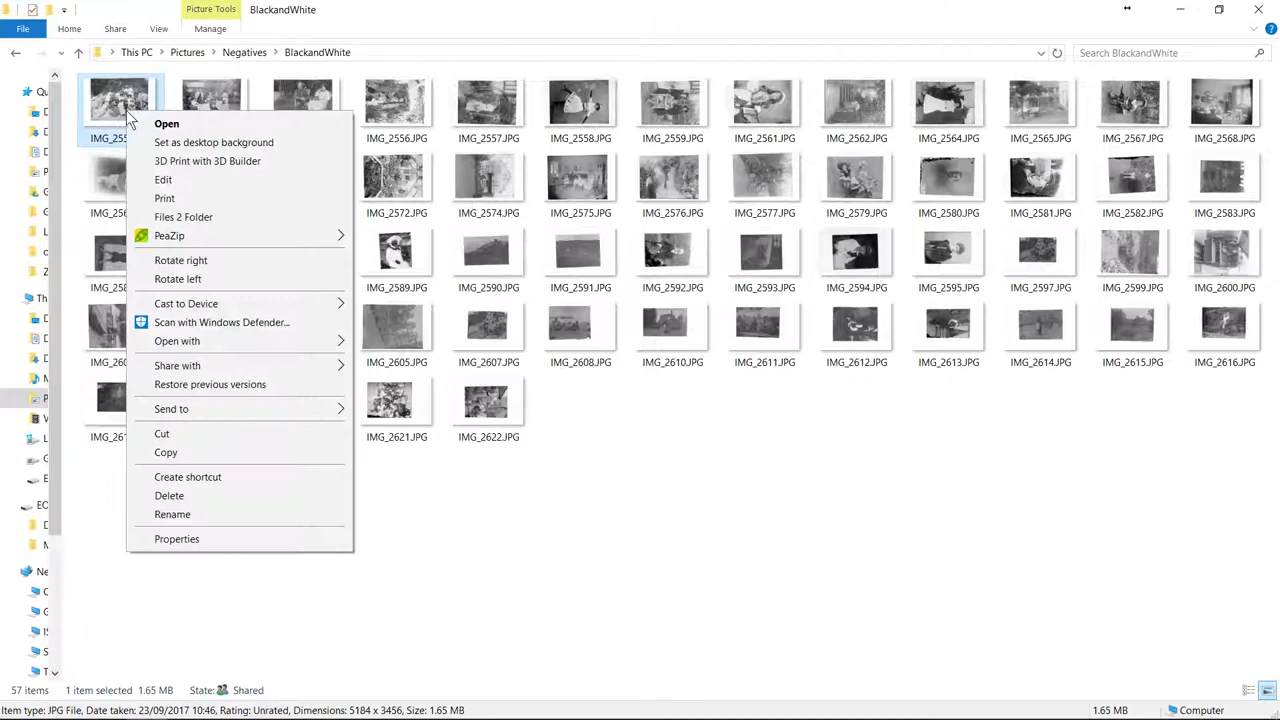 Picture Tools
BlackandWhite
File
Home
Share
View
Manage
This PC
Pictures
Negatives
BlackandWhite
Search BlackandWhite
IMG_2556.JPG
IMG_2557.JPG
IMG_2558.JPG
IMG_2559.JPG
IMG_2561.JPG
IMG_2562.JPG
IMG_2564.JPG
IMG_2565.JPG
IMG_2567.JPG
IMG_2568.JPG
IMG_2572.JPG
IMG_2574.JPG
IMG_2575.JPG
IMG_2576.JPG
IMG_2577.JPG
IMG_2579.JPG
IMG_2580.JPG
IMG_2581.JPG
IMG_2582.JPG
IMG_2583.JPG
IMG_2589.JPG
IMG_2590.JPG
IMG_2591.JPG
IMG_2592.JPG
IMG_2593.JPG
IMG_2594.JPG
IMG_2595.JPG
IMG_2597.JPG
IMG_2599.JPG
IMG_2600.JPG
IMG_2605.JPG
IMG_2607.JPG
IMG_2608.JPG
IMG_2610.JPG
IMG_2611.JPG
IMG_2612.JPG
IMG_2613.JPG
IMG_2614.JPG
IMG_2615.JPG
IMG_2616.JPG
IMG_2621.JPG
IMG_2622.JPG
Open
Set as desktop background
3D Print with 3D Builder
Edit
Print
Files 2 Folder
PeaZip
Rotate right
Rotate left
Cast to Device
Scan with Windows Defender...
Open with
Share with
Restore previous versions
Send to
Cut
Copy
Create shortcut
Delete
Rename
Properties
57 items 1 item selected 1.65 MB State: Shared
Item type: JPG File, Date taken: 23/09/2017 10:46, Rating: Unrated, Dimensions: 5184 x 3456, Size: 1.65 MB
1.65 MB
Computer